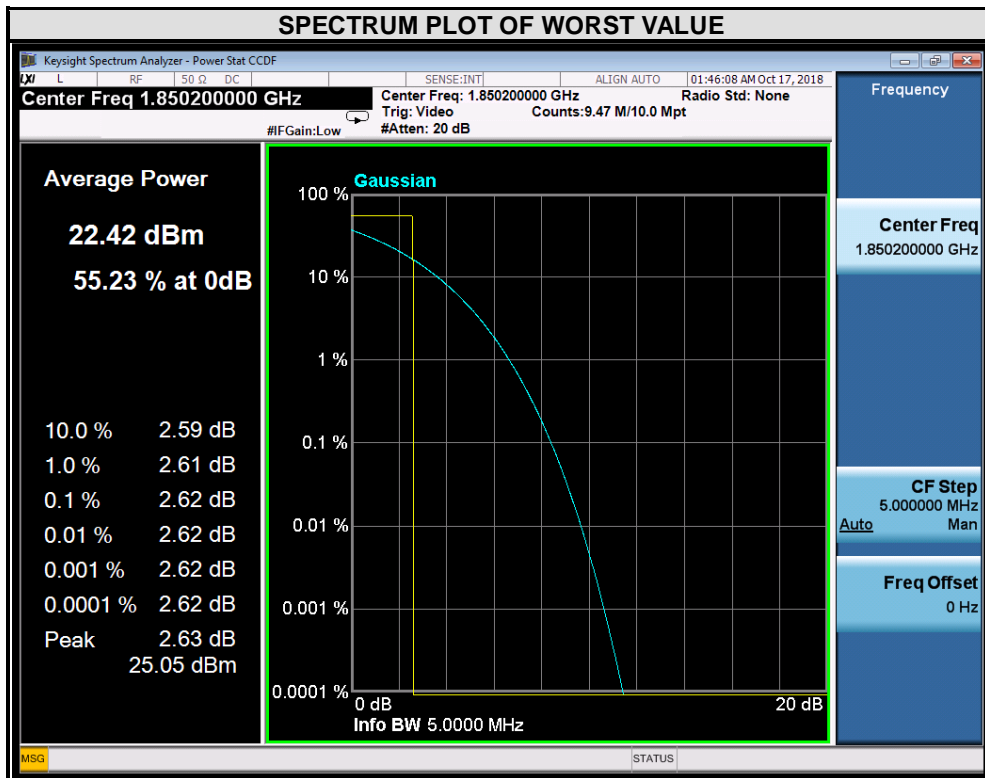 SPECTRUM PLOT OF WORST VALUE
Keysight Spectrum Analyzer - Power Stat CCDF
LXI L RF 50 Ω DC SENSE:INT ALIGN AUTO 01:46:08 AM Oct 17, 2018
Center Freq 1.850200000 GHz
Center Freq: 1.850200000 GHz Radio Std: None
Trig: Video Counts:9.47 M/10.0 Mpt
#IFGain:Low #Atten: 20 dB
Frequency
Average Power
22.42 dBm
55.23 % at 0dB
10.0 % 2.59 dB
1.0 % 2.61 dB
0.1 % 2.62 dB
0.01 % 2.62 dB
0.001 % 2.62 dB
0.0001 % 2.62 dB
Peak 2.63 dB
25.05 dBm
Gaussian
100 %
10 %
1 %
0.1 %
0.01 %
0.001 %
0.0001 %
0 dB 20 dB
Info BW 5.0000 MHz
Center Freq
1.850200000 GHz
CF Step
5.000000 MHz
Auto Man
Freq Offset
0 Hz
MSG STATUS